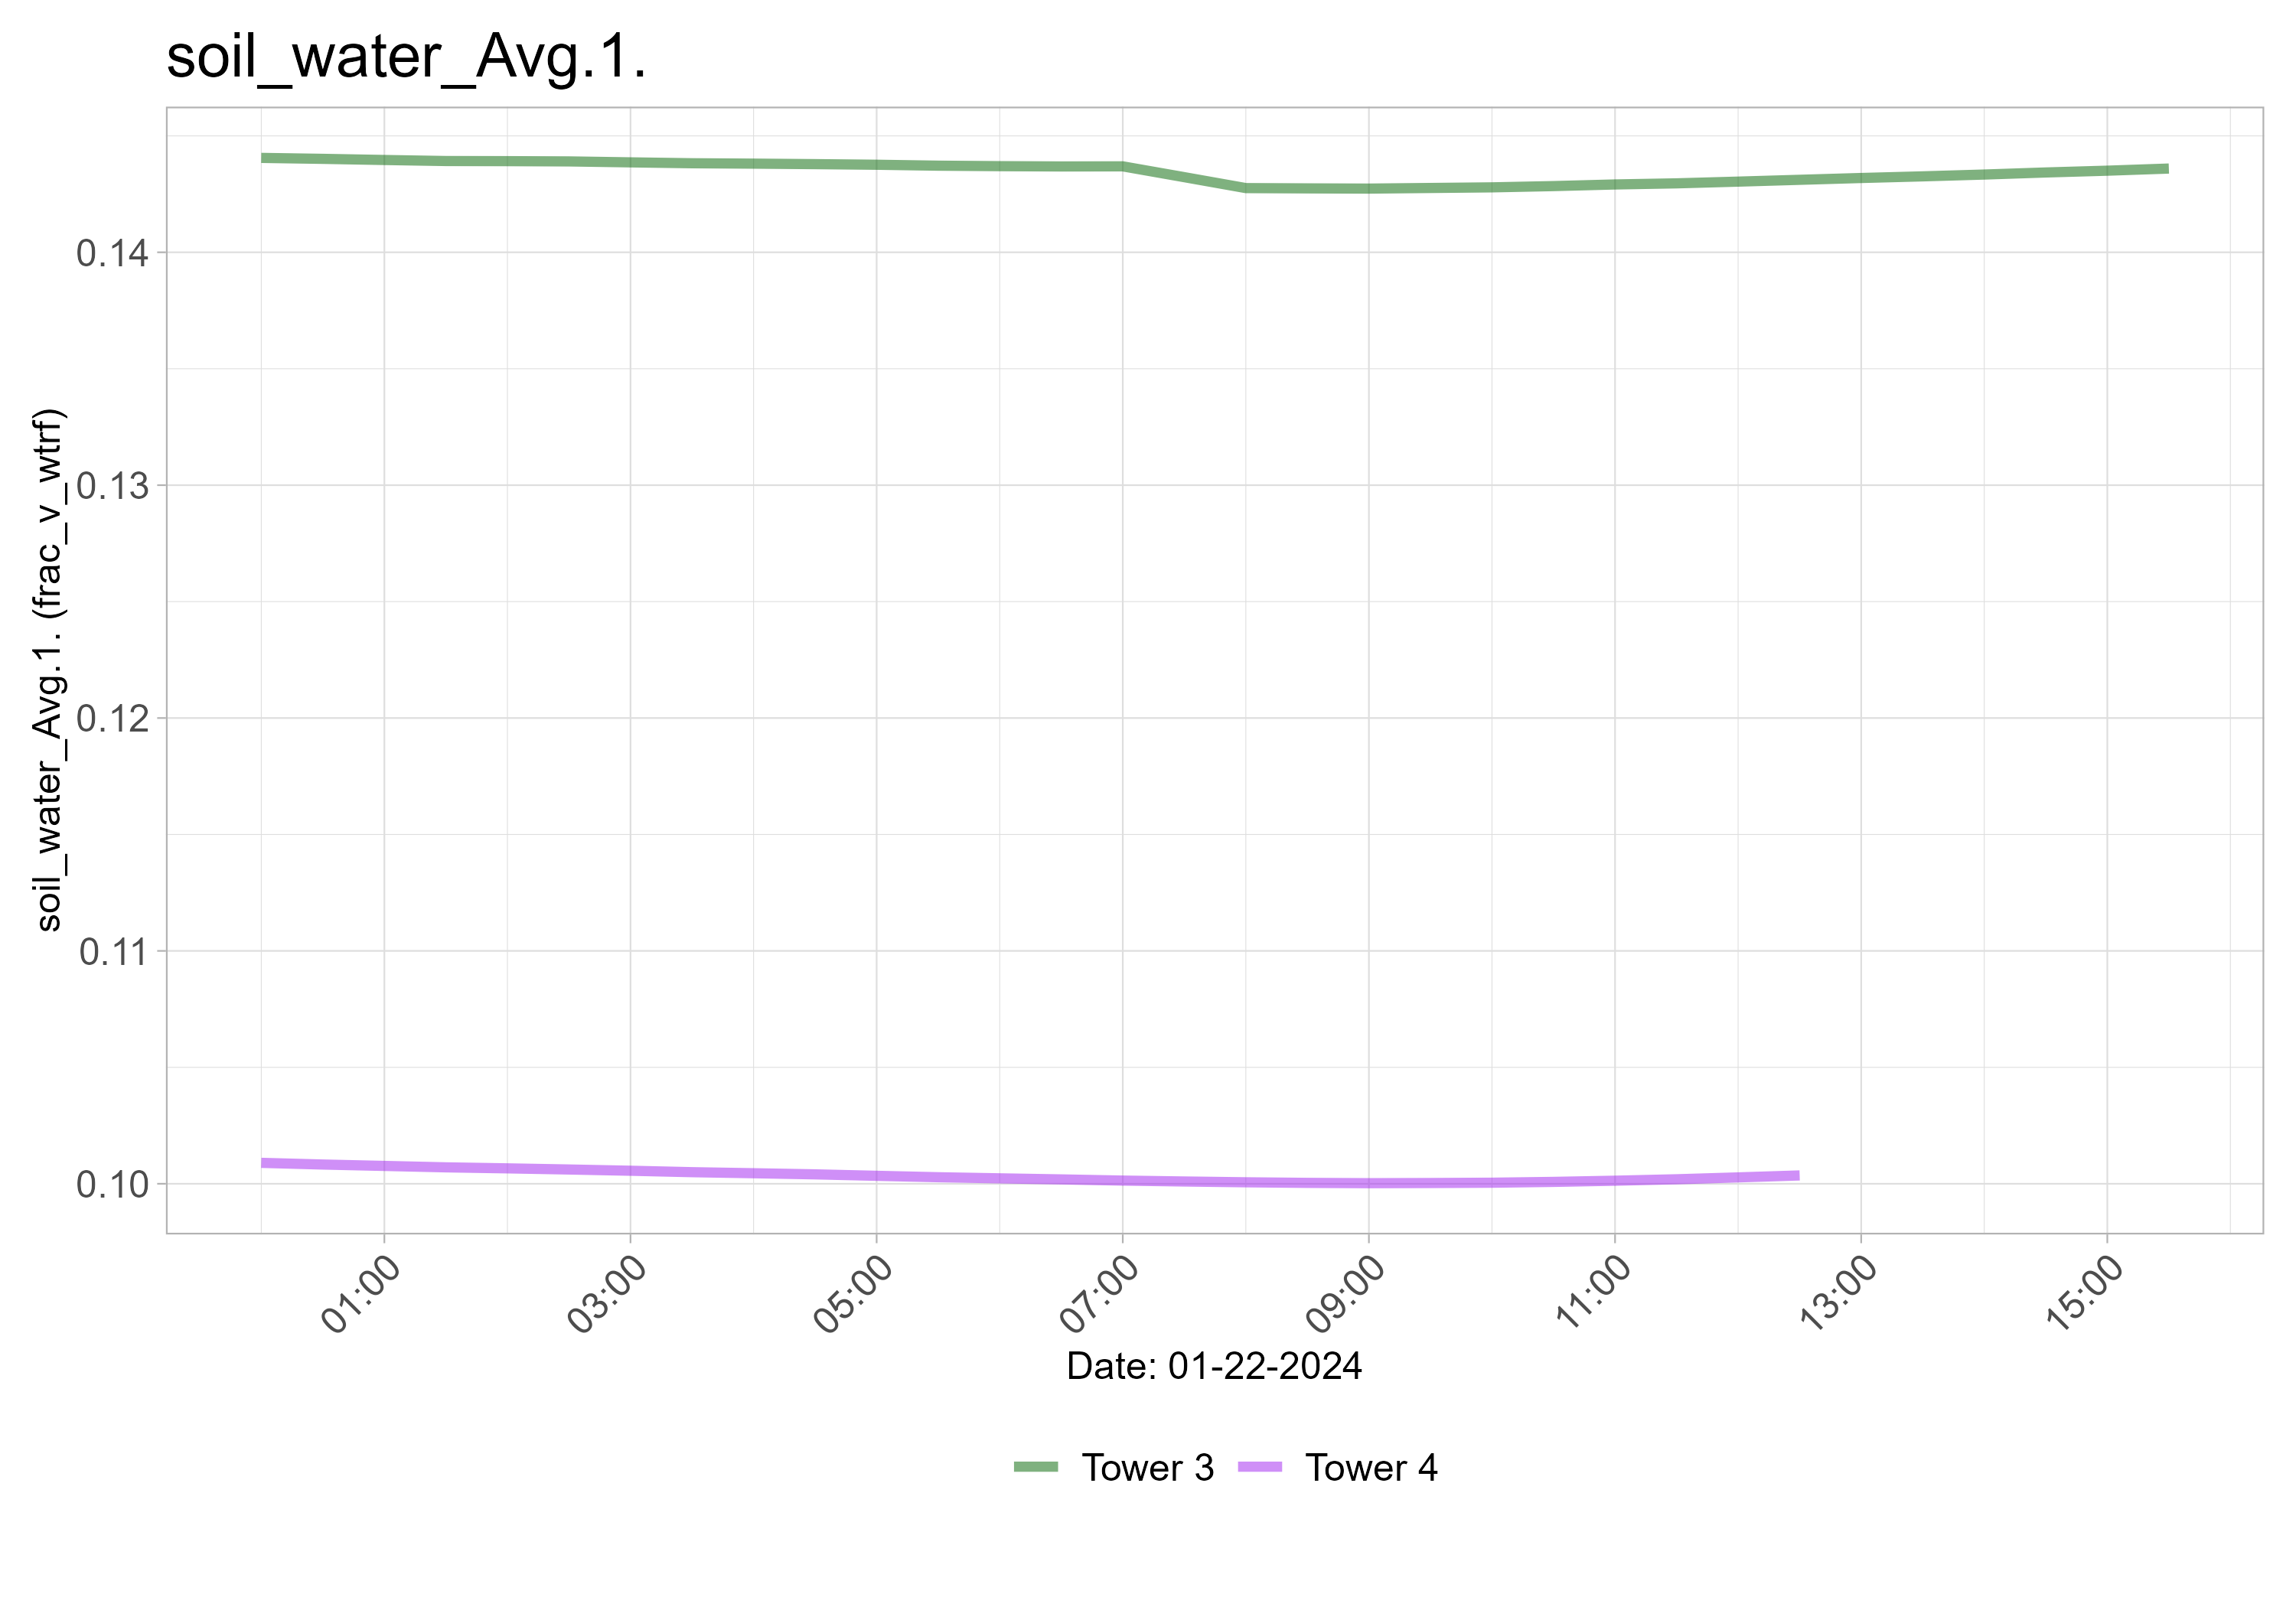 soil_water_Avg.1.
soil_water_Avg.1. (frac_v_wtrf)
0.14
0.13
0.12
0.11
0.10
01:00
03:00
05:00
07:00
09:00
11:00
13:00
15:00
Date: 01-22-2024
Tower 3
Tower 4